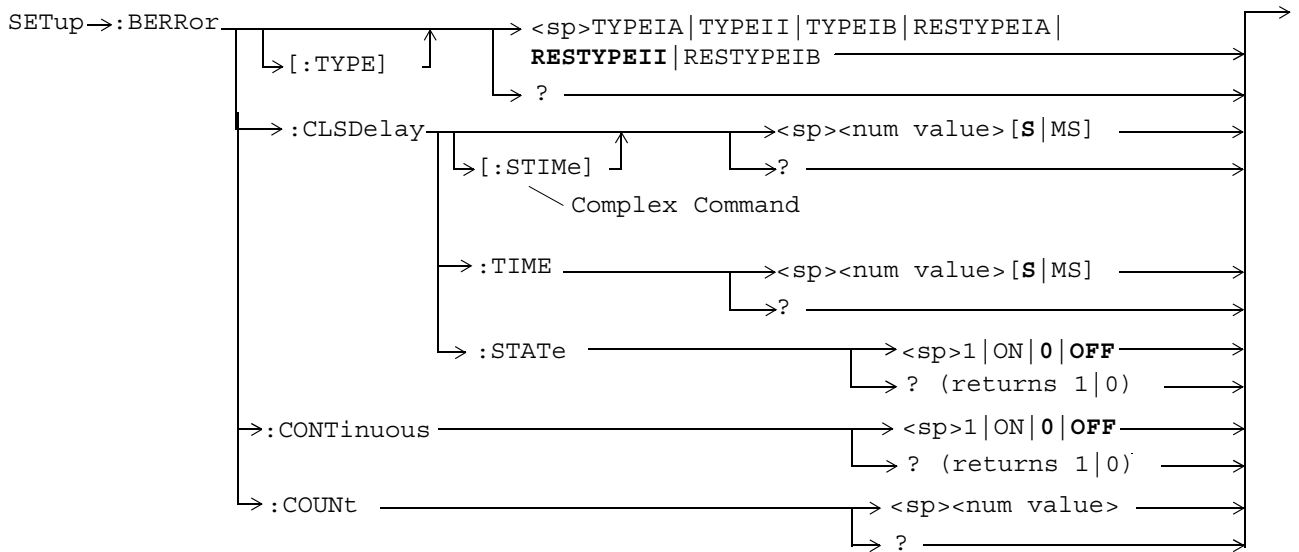 SETup :BERRor <sp>TYPEIA|TYPEII|TYPEIB|RESTYPEIA|
[:TYPE] RESTYPEII|RESTYPEIB
?
:CLSDelay <sp><num value>[S|MS]
[:STIMe] ?
Complex Command
:TIME <sp><num value>[S|MS]
?
:STATe <sp>1|ON|0|OFF
? (returns 1|0)
:CONTinuous <sp>1|ON|0|OFF
? (returns 1|0)
:COUNt <sp><num value>
?